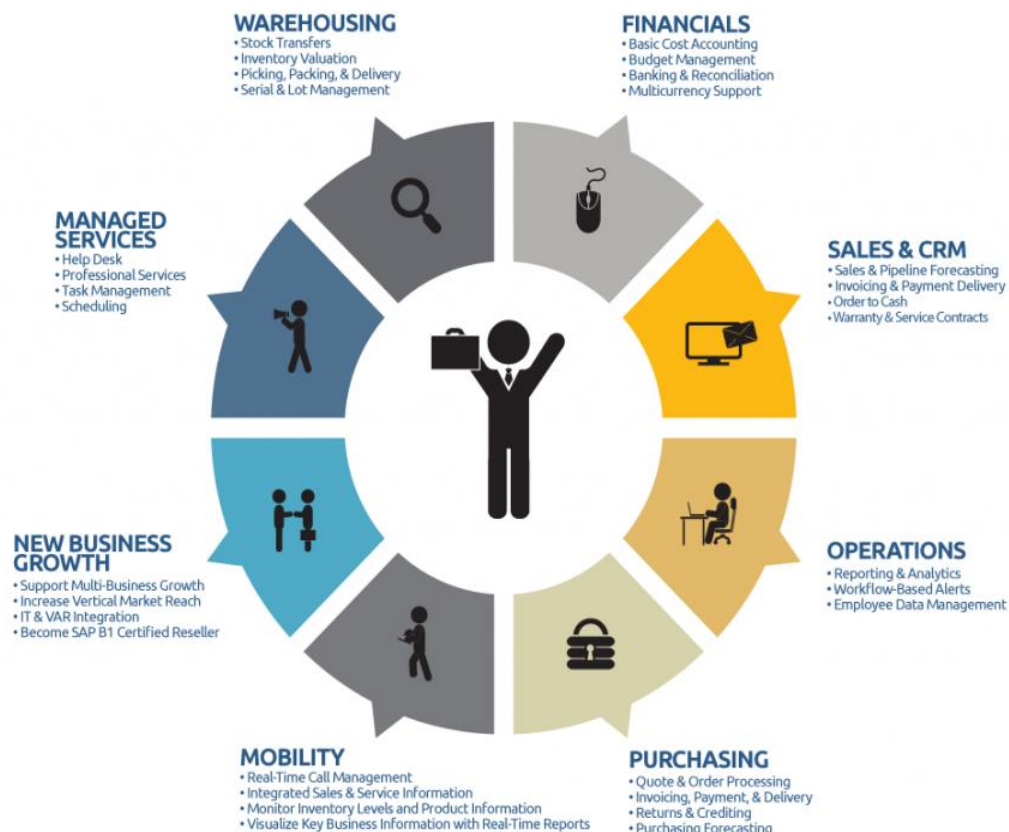 WAREHOUSING
• Stock Transfers
• Inventory Valuation
• Picking, Packing, & Delivery
• Serial & Lot Management
FINANCIALS
• Basic Cost Accounting
• Budget Management
• Banking & Reconciliation
• Multicurrency Support
MANAGED
SERVICES
• Help Desk
• Professional Services
• Task Management
• Scheduling
SALES & CRM
• Sales & Pipeline Forecasting
• Invoicing & Payment Delivery
• Order to Cash
• Warranty & Service Contracts
NEW BUSINESS
GROWTH
• Support Multi-Business Growth
• Increase Vertical Market Reach
• IT & VAR Integration
• Become SAP B1 Certified Reseller
OPERATIONS
• Reporting & Analytics
• Workflow-Based Alerts
• Employee Data Management
MOBILITY
• Real-Time Call Management
• Integrated Sales & Service Information
• Monitor Inventory Levels and Product Information
• Visualize Key Business Information with Real-Time Reports
PURCHASING
• Quote & Order Processing
• Invoicing, Payment, & Delivery
• Returns & Crediting
• Purchasing Forecasting